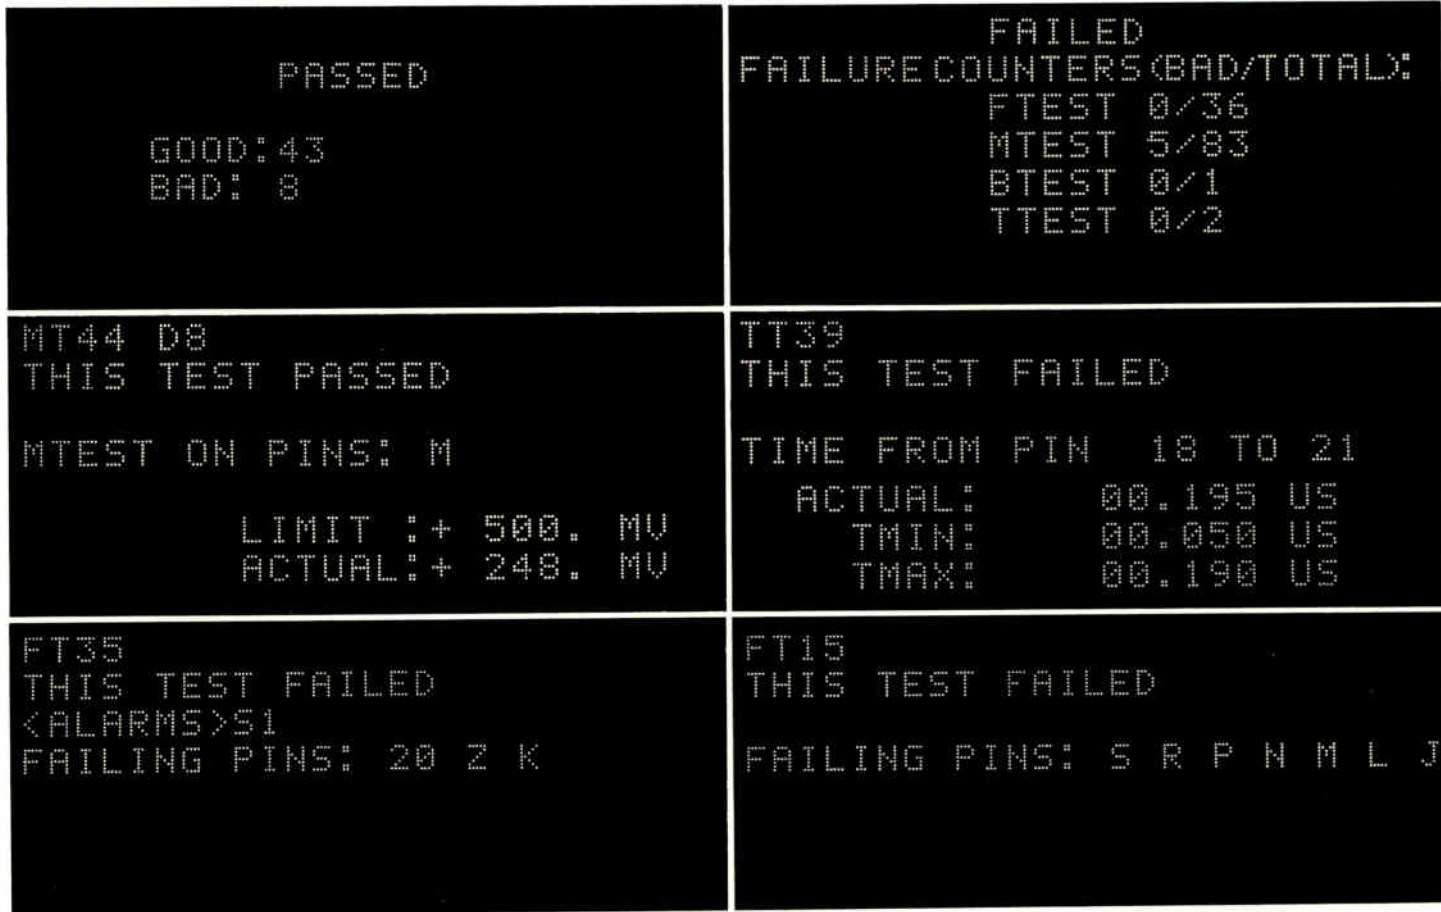 PASSED
GOOD:43
BAD: 8
FAILED
FAILURE COUNTERS(BAD/TOTAL):
FTEST 0/36
MTEST 5/83
BTEST 0/1
TTEST 0/2
MT44 D8
THIS TEST PASSED
MTEST ON PINS: M
LIMIT :+ 500. MV
ACTUAL:+ 248. MV
TT39
THIS TEST FAILED
TIME FROM PIN 18 TO 21
ACTUAL: 00.195 US
TMIN: 00.050 US
TMAX: 00.190 US
FT35
THIS TEST FAILED
<ALARMS>S1
FAILING PINS: 20 Z K
FT15
THIS TEST FAILED
FAILING PINS: S R P N M L J